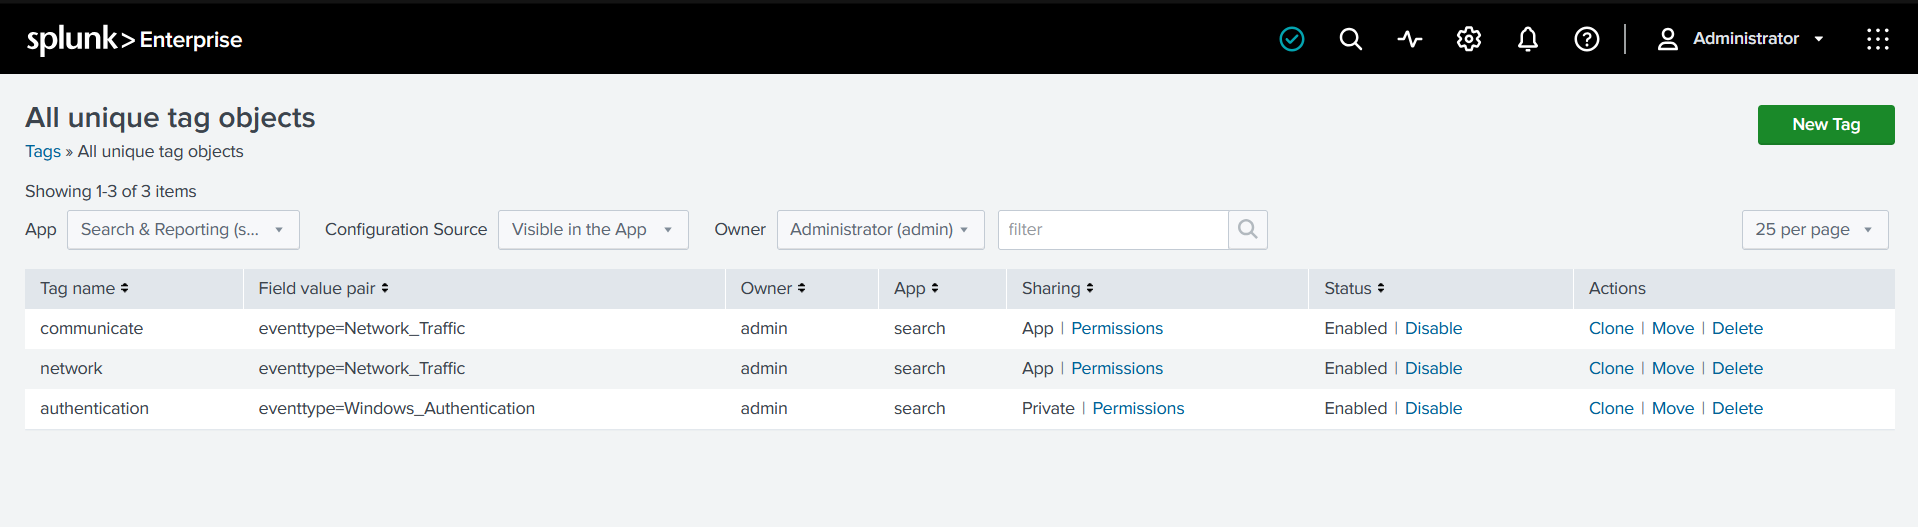 splunk>Enterprise
Administrator
All unique tag objects
New Tag
Tags » All unique tag objects
Showing 1-3 of 3 items
App Search & Reporting (s... Configuration Source Visible in the App Owner Administrator (admin) filter 25 per page
Tag name Field value pair Owner App Sharing Status Actions
communicate eventtype=Network_Traffic admin search App | Permissions Enabled | Disable Clone | Move | Delete
network eventtype=Network_Traffic admin search App | Permissions Enabled | Disable Clone | Move | Delete
authentication eventtype=Windows_Authentication admin search Private | Permissions Enabled | Disable Clone | Move | Delete